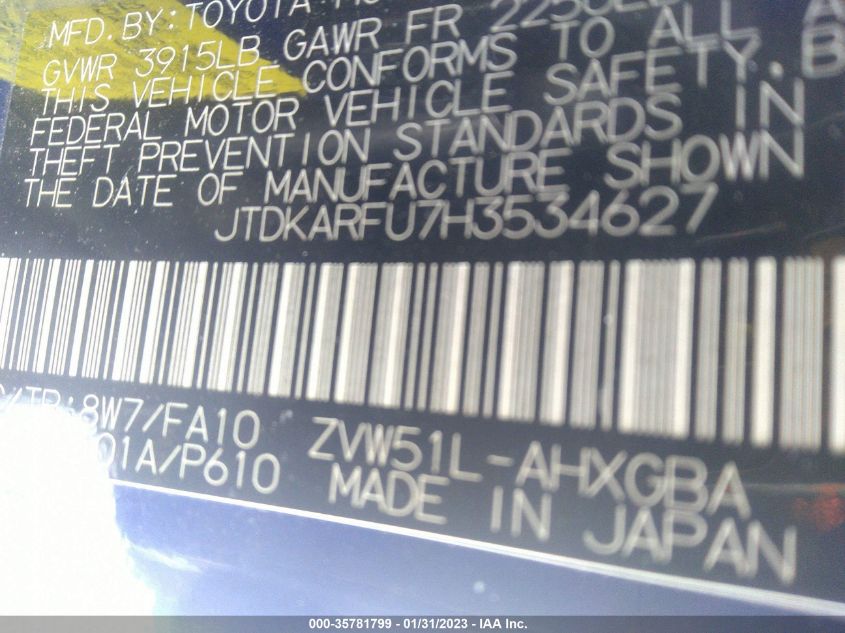 MFD. BY: TOYOTA
GVWR 3915LB GAWR FR
THIS VEHICLE CONFORMS TO ALL
FEDERAL MOTOR VEHICLE SAFETY,
THEFT PREVENTION STANDARDS IN
THE DATE OF MANUFACTURE SHOWN
JTDKARFU7H3534627
/TR:8W7/FA10 ZVW51L-AHXGBA
01A/P610 MADE IN JAPAN
000-35781799 - 01/31/2023 - IAA Inc.